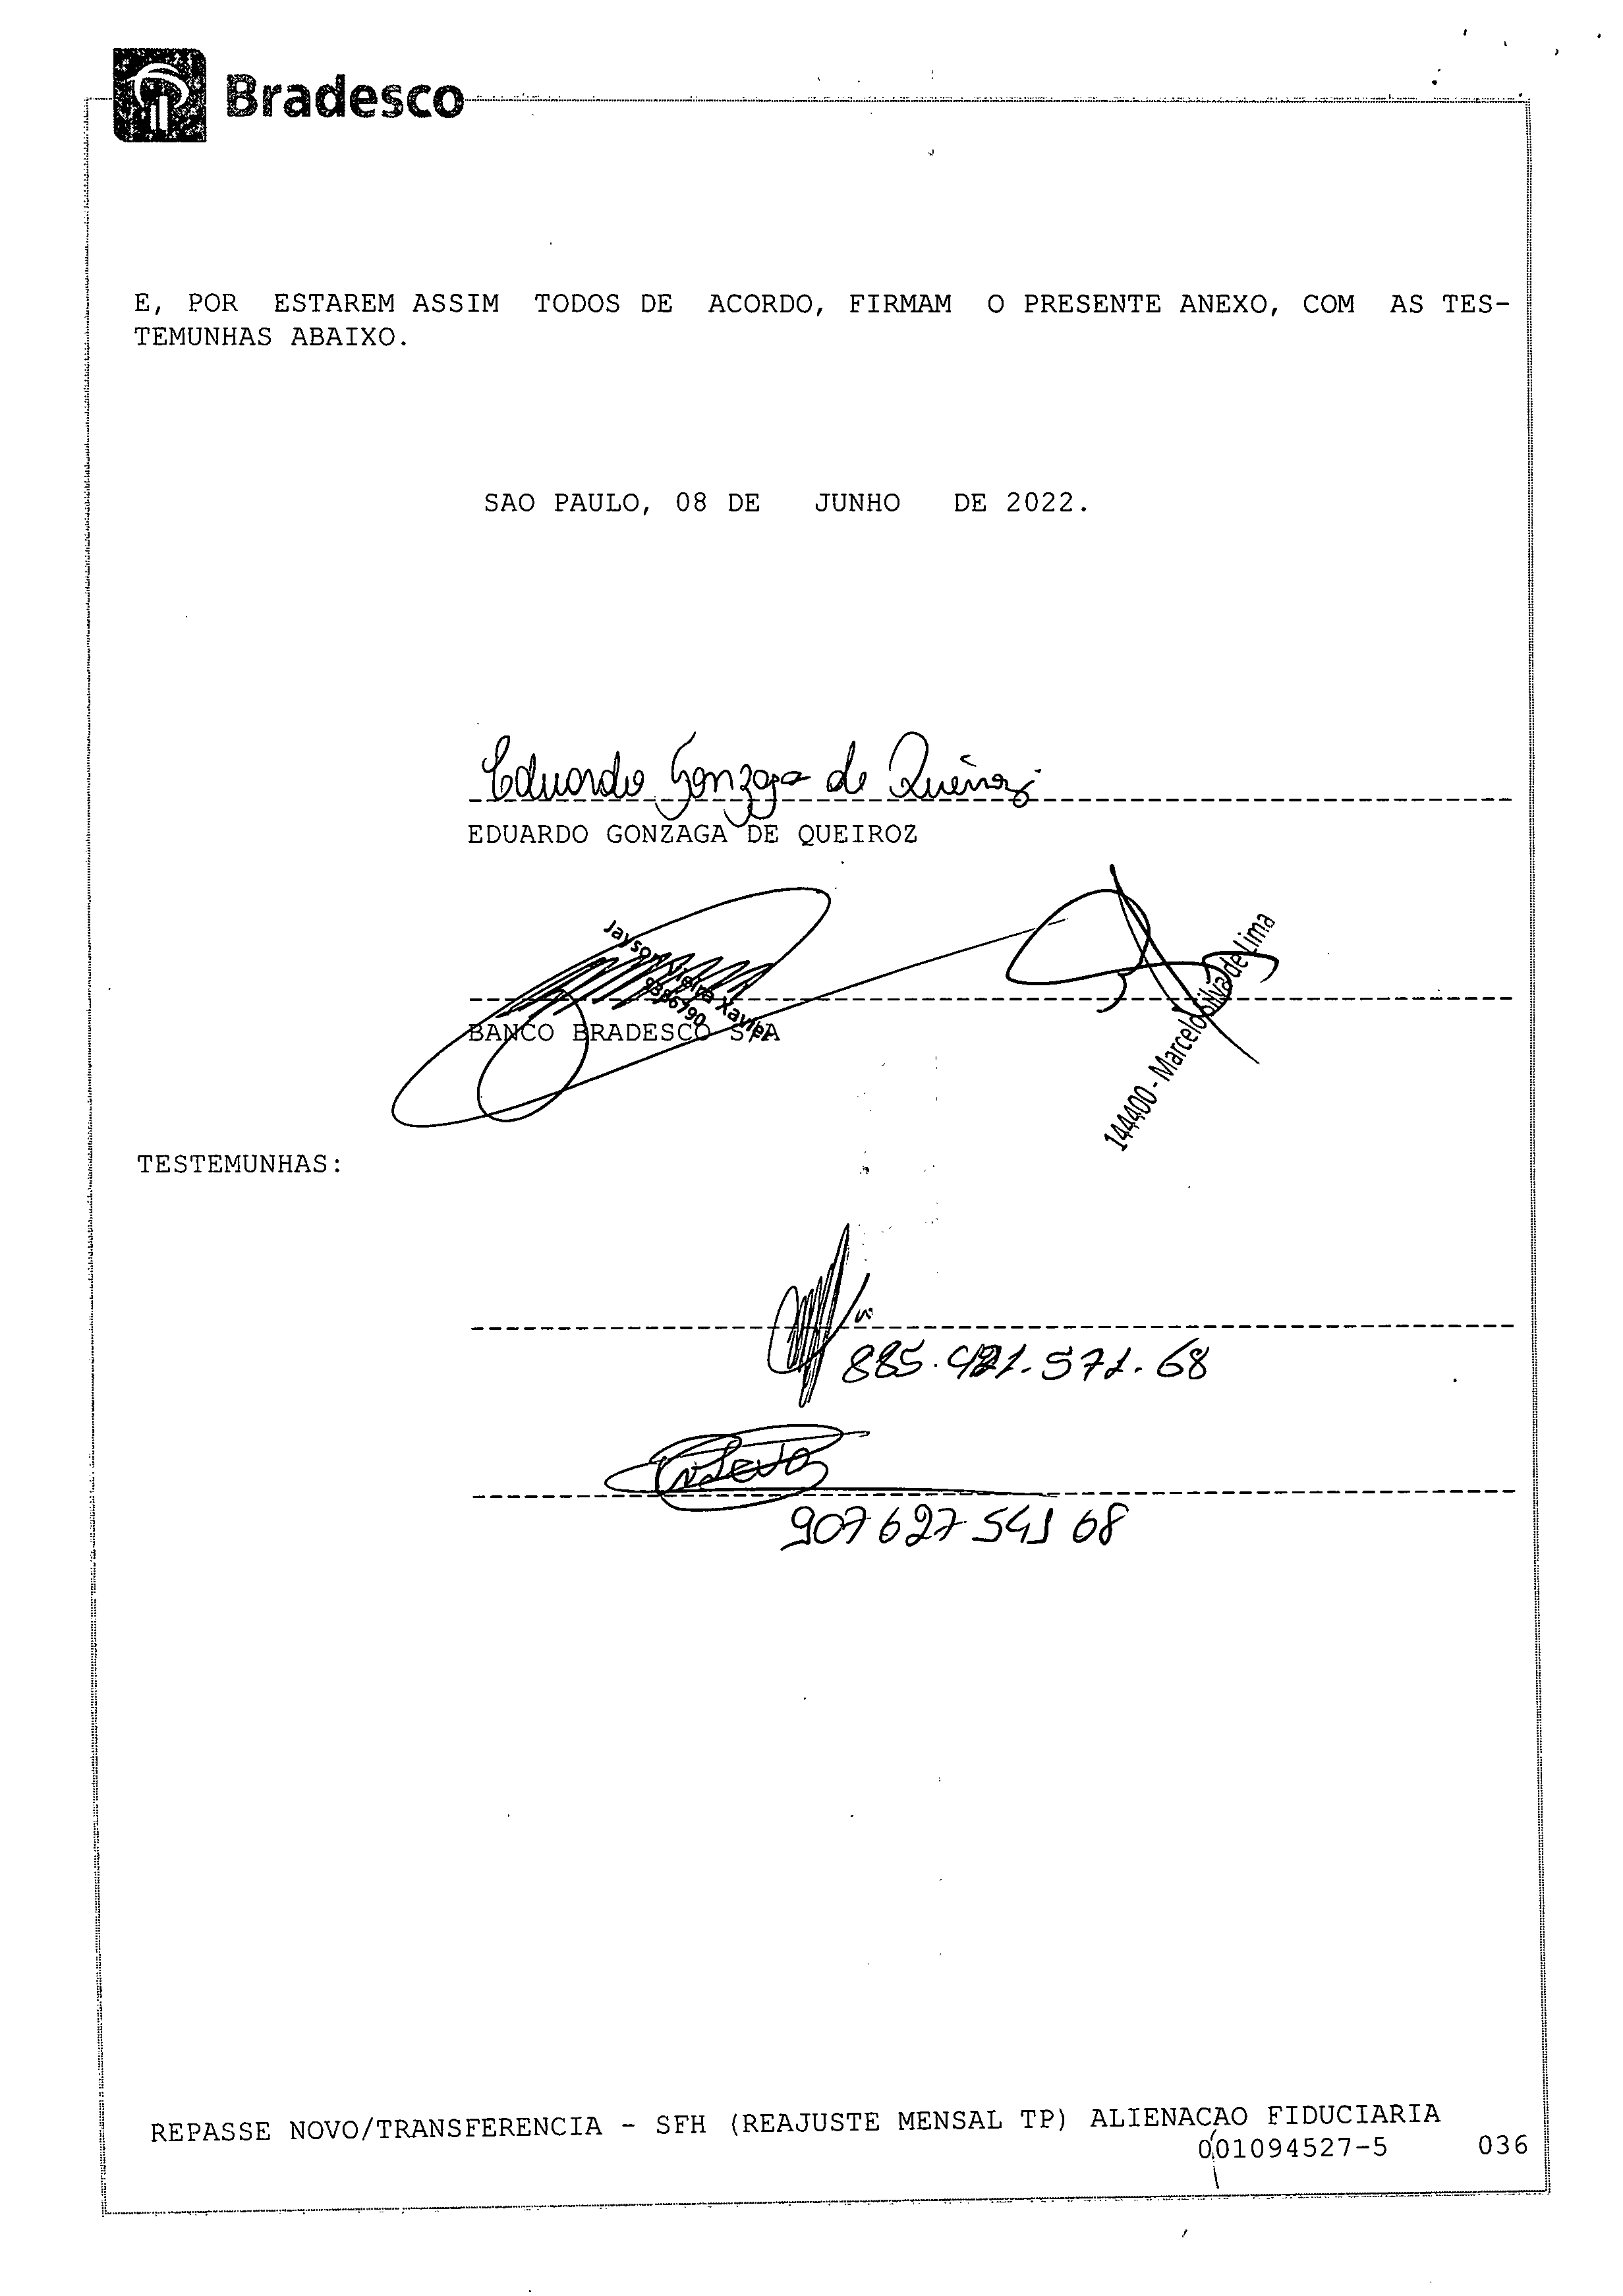 Bradesco
E, POR ESTAREM ASSIM TODOS DE ACORDO, FIRMAM O PRESENTE ANEXO, COM AS TES-
TEMUNHAS ABAIXO.
SAO PAULO, 08 DE JUNHO DE 2022.
Eduardo Gonzaga de Queiroz
EDUARDO GONZAGA DE QUEIROZ
Jayson Vieira Xavier
9386790
144400 - Marcelo Silva de Lima
BANCO BRADESCO S/A
TESTEMUNHAS:
885. .571.68
907 627 541 68
REPASSE NOVO/TRANSFERENCIA - SFH (REAJUSTE MENSAL TP) ALIENACAO FIDUCIARIA
001094527-5 036